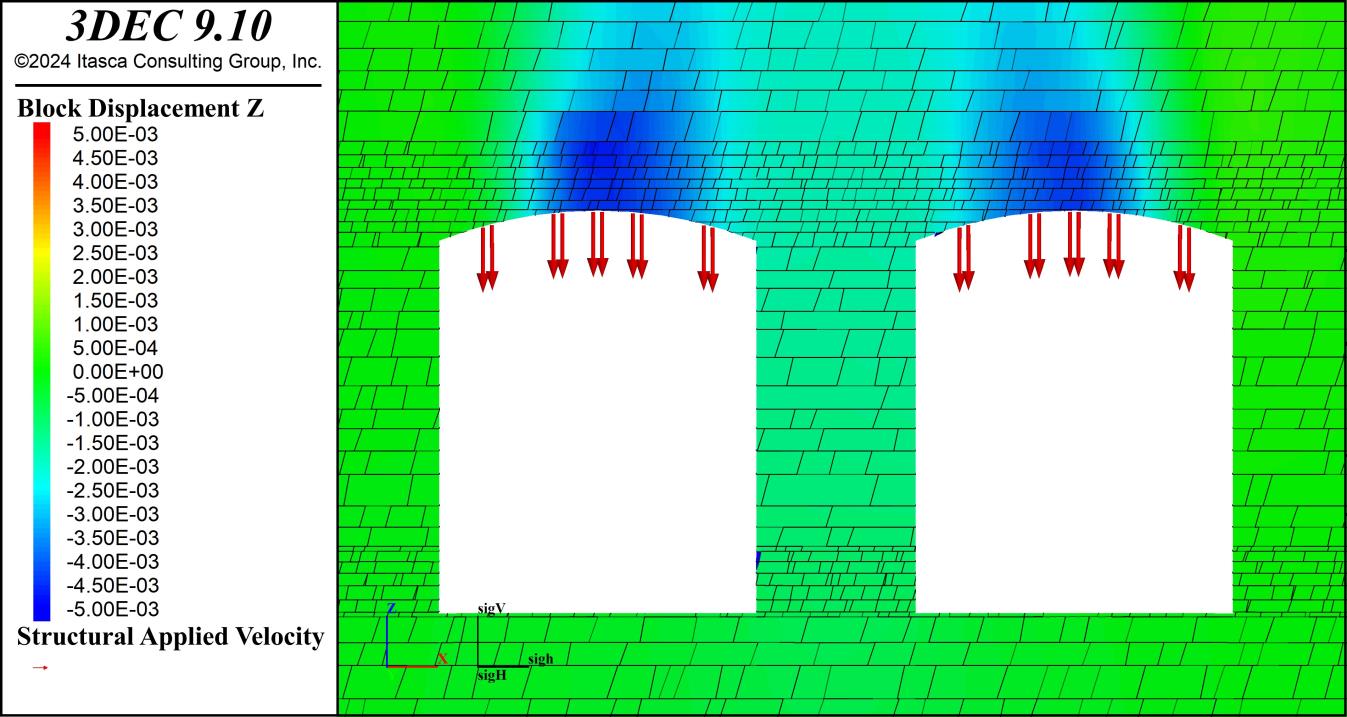 3DEC 9.10
©2024 Itasca Consulting Group, Inc.
Block Displacement Z
5.00E-03
4.50E-03
4.00E-03
3.50E-03
3.00E-03
2.50E-03
2.00E-03
1.50E-03
1.00E-03
5.00E-04
0.00E+00
-5.00E-04
-1.00E-03
-1.50E-03
-2.00E-03
-2.50E-03
-3.00E-03
-3.50E-03
-4.00E-03
-4.50E-03
-5.00E-03
Structural Applied Velocity
Z
X
sigV
sigh
sigH